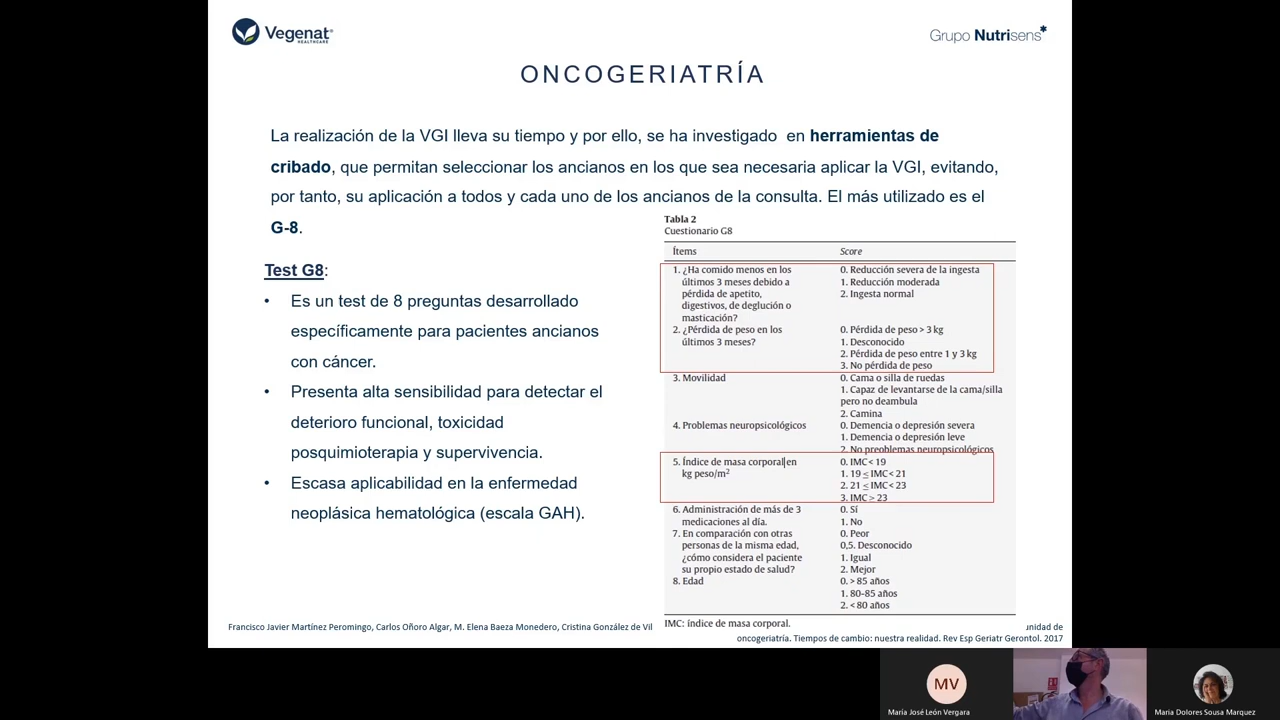 Vegenat®
HEALTHCARE
Grupo Nutrisens*
ONCOGERIATRÍA
La realización de la VGI lleva su tiempo y por ello, se ha investigado en herramientas de
cribado, que permitan seleccionar los ancianos en los que sea necesaria aplicar la VGI, evitando,
por tanto, su aplicación a todos y cada uno de los ancianos de la consulta. El más utilizado es el
G-8.
Test G8:
• Es un test de 8 preguntas desarrollado
específicamente para pacientes ancianos
con cáncer.
• Presenta alta sensibilidad para detectar el
deterioro funcional, toxicidad
posquimioterapia y supervivencia.
• Escasa aplicabilidad en la enfermedad
neoplásica hematológica (escala GAH).
Tabla 2
Cuestionario G8
Ítems Score
1. ¿Ha comido menos en los 0. Reducción severa de la ingesta
últimos 3 meses debido a 1. Reducción moderada
pérdida de apetito, 2. Ingesta normal
digestivos, de deglución o
masticación?
2. ¿Pérdida de peso en los 0. Pérdida de peso > 3 kg
últimos 3 meses? 1. Desconocido
2. Pérdida de peso entre 1 y 3 kg
3. No pérdida de peso
3. Movilidad 0. Cama o silla de ruedas
1. Capaz de levantarse de la cama/silla
pero no deambula
2. Camina
4. Problemas neuropsicológicos 0. Demencia o depresión severa
1. Demencia o depresión leve
2. No preoblemas neuropsicológicos
5. Índice de masa corporal en 0. IMC < 19
kg peso/m² 1. 19 ≤ IMC < 21
2. 21 ≤ IMC < 23
3. IMC ≥ 23
6. Administración de más de 3 0. Sí
medicaciones al día. 1. No
7. En comparación con otras 0. Peor
personas de la misma edad, 0,5. Desconocido
¿cómo considera el paciente 1. Igual
su propio estado de salud? 2. Mejor
8. Edad 0. > 85 años
1. 80-85 años
2. < 80 años
IMC: índice de masa corporal.
Francisco Javier Martínez Peromingo, Carlos Oñoro Algar, M. Elena Baeza Monedero, Cristina González de Vil
nidad de
oncogeriatría. Tiempos de cambio: nuestra realidad. Rev Esp Geriatr Gerontol. 2017
MV
María José León Vergara
Maria Dolores Sousa Marquez